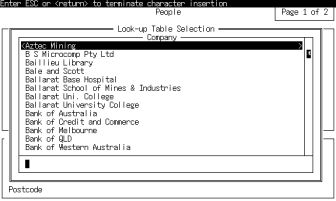 Enter ESC or <return> to terminate character insertion
People
Page 1 of 2
Look-up Table Selection
Company
<Aztec Mining>
B S Microcomp Pty Ltd
Baillieu Library
Bale and Scott
Ballarat Base Hospital
Ballarat School of Mines & Industries
Ballarat Uni. College
Ballarat University College
Bank of Australia
Bank of Credit and Commerce
Bank of Melbourne
Bank of QLD
Bank of Western Australia
Postcode